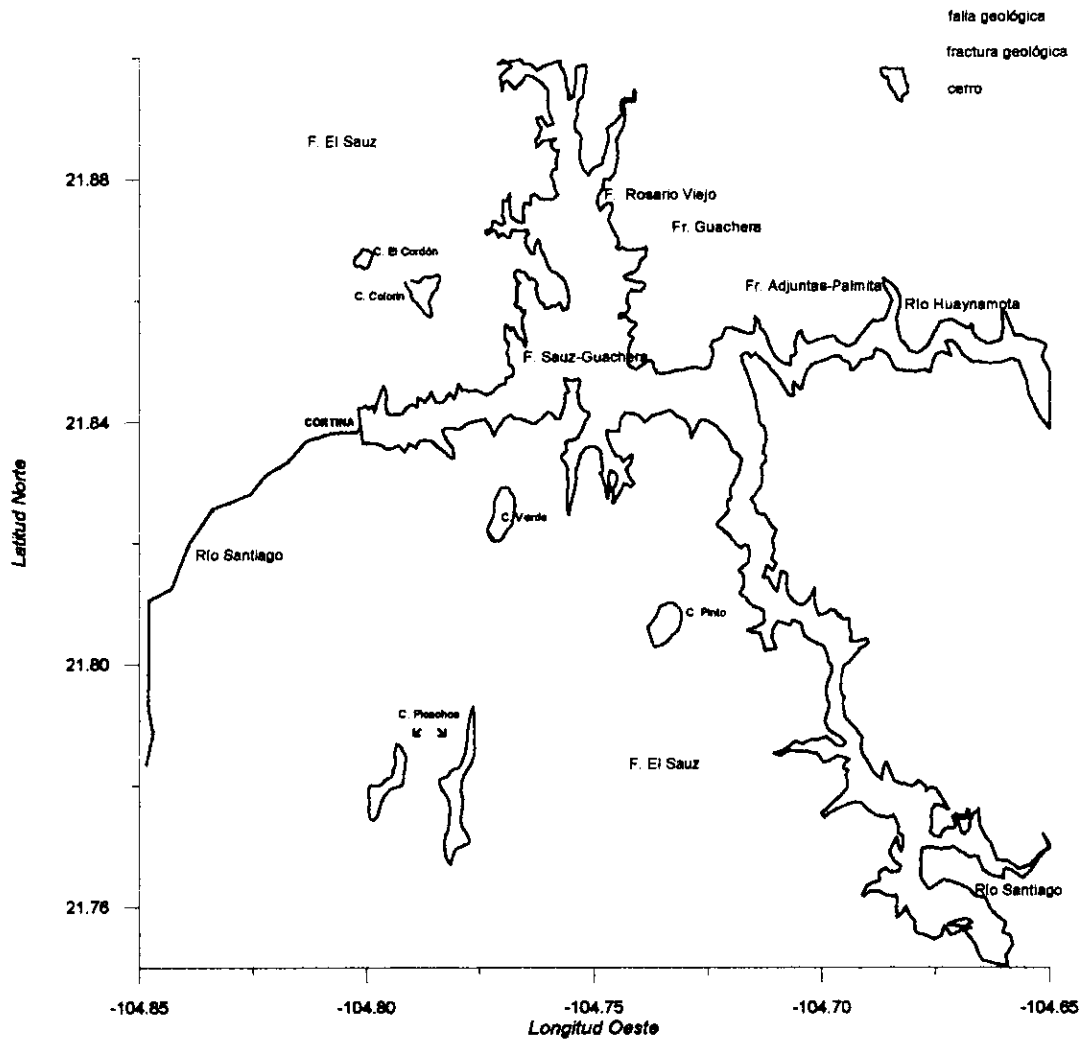 falla geológica
fractura geológica
cerro
F. El Sauz
21.88
F. Rosario Viejo
Fr. Guachera
C. El Cordón
C. Colorín
Fr. Adjuntas-Palmita
Río Huaynamota
F. Sauz-Guachera
21.84
CORTINA
C. Verde
Río Santiago
C. Pinto
21.80
C. Picachos
F. El Sauz
Río Santiago
21.76
Latitud Norte
-104.85
-104.80
-104.75
-104.70
-104.65
Longitud Oeste